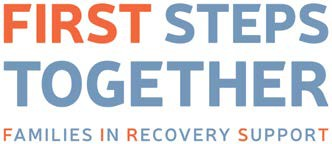 FIRST STEPS
TOGETHER
FAMILIES IN RECOVERY SUPPORT